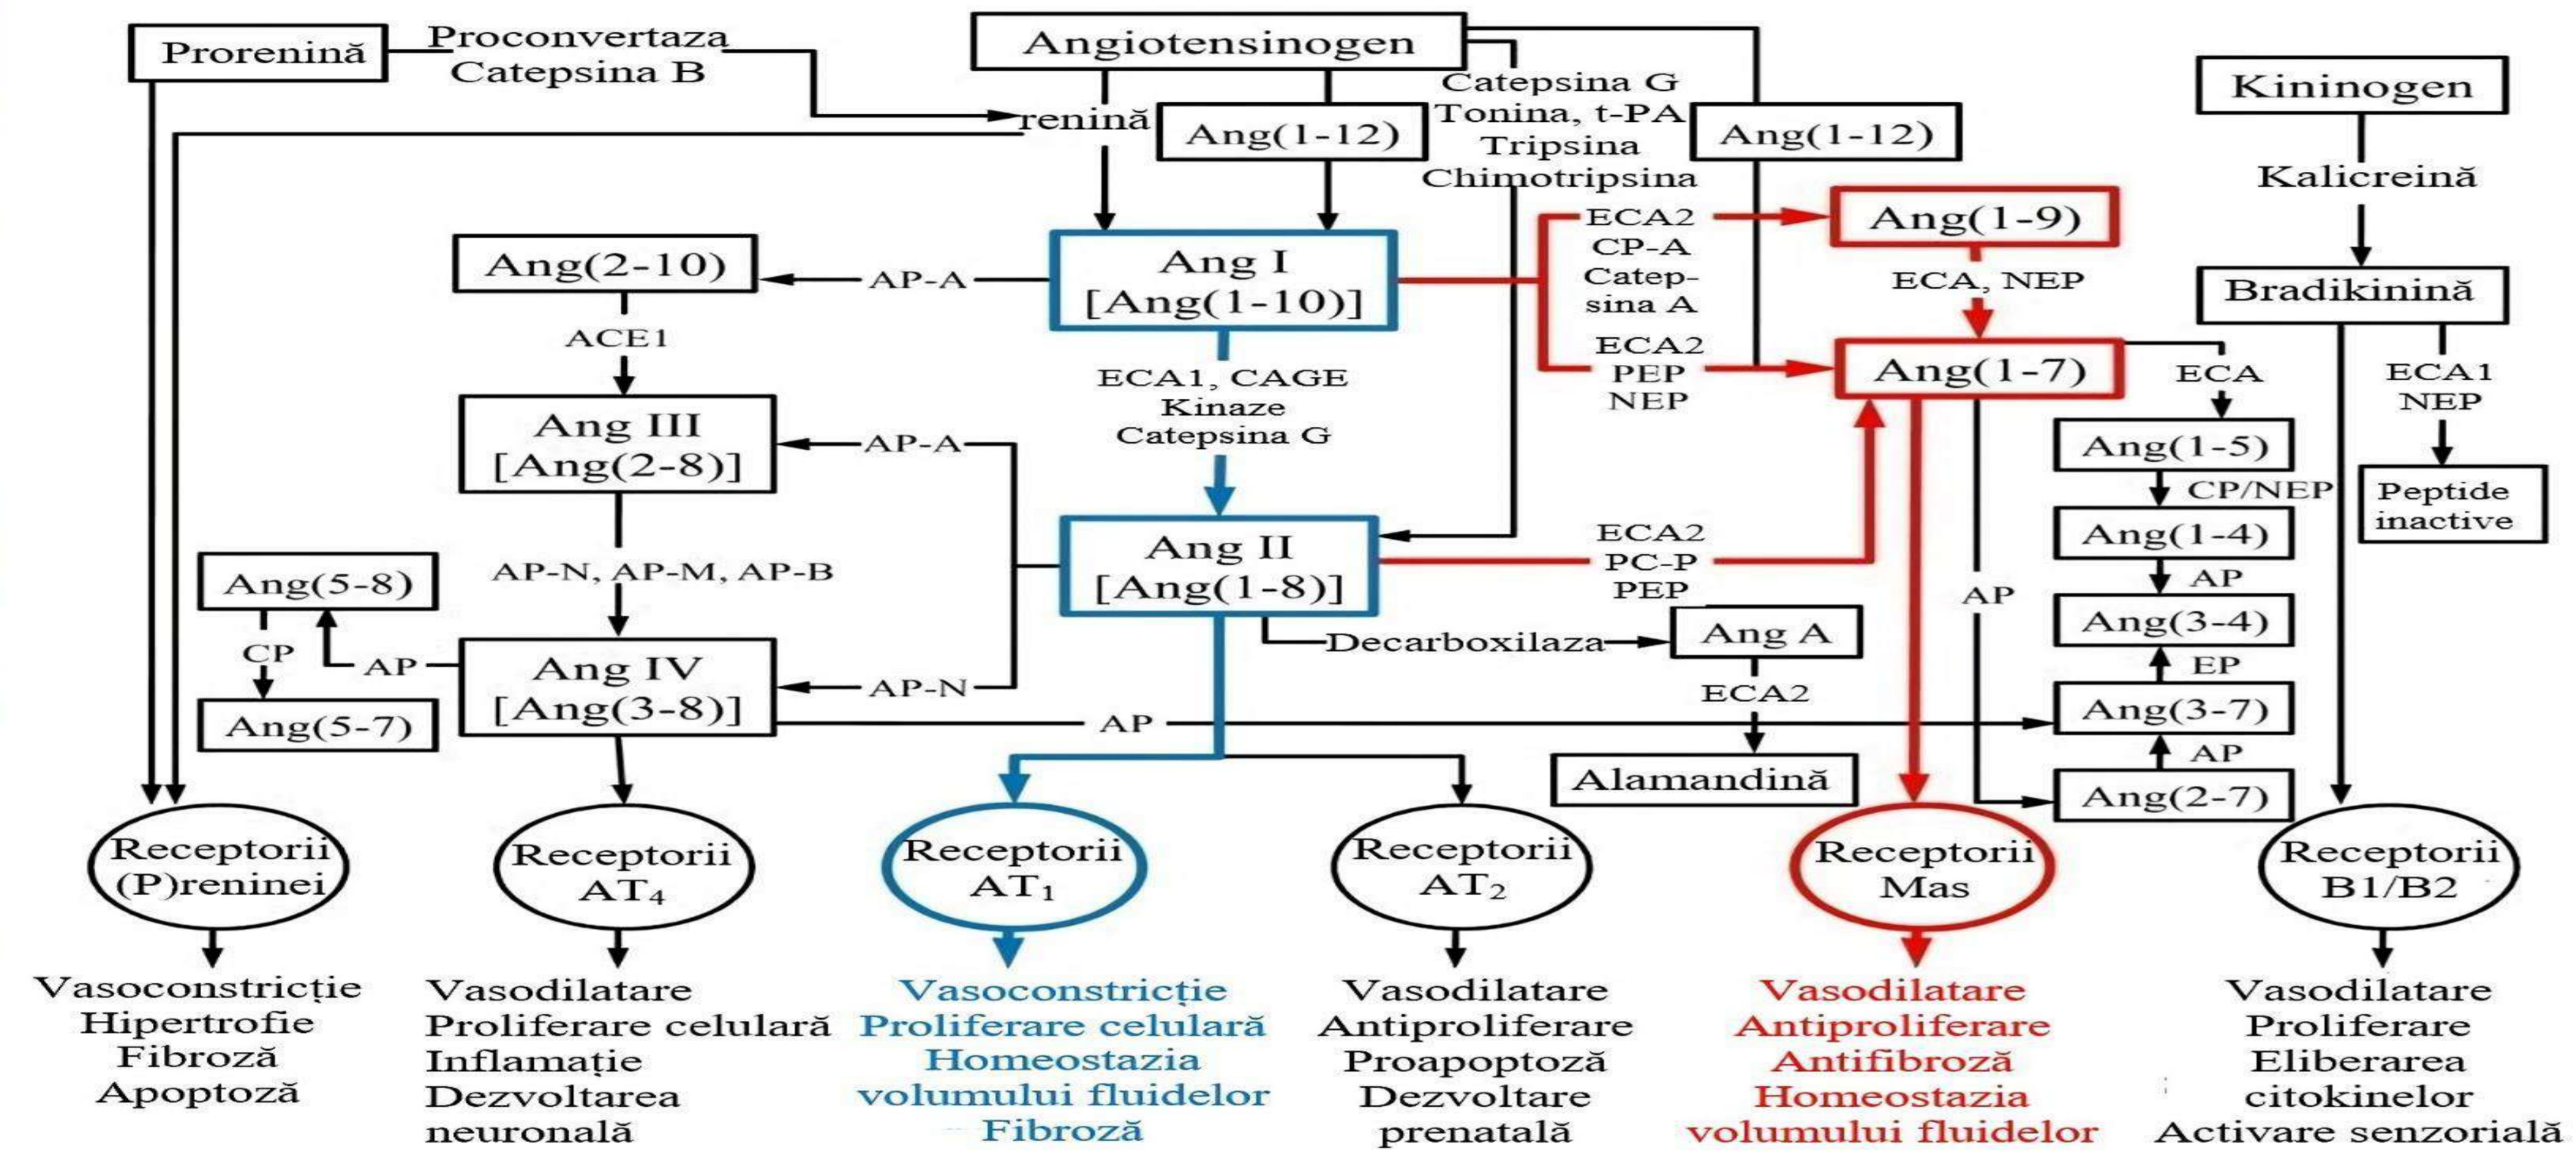 Prorenină
Proconvertaza
Catepsina B
Angiotensinogen
renină
Ang(1-12)
Catepsina G
Tonina, t-PA
Tripsina
Chimotripsina
Ang(1-12)
Kininogen
Kalicreină
Bradikinină
ECA1
NEP
Peptide
inactive
Ang(2-10)
AP-A
Ang I
[Ang(1-10)]
ECA2
CP-A
Catep-
sina A
ECA2
PEP
NEP
Ang(1-9)
ECA, NEP
Ang(1-7)
ECA
ACE1
ECA1, CAGE
Kinaze
Catepsina G
Ang III
[Ang(2-8)]
AP-A
Ang II
[Ang(1-8)]
ECA2
PC-P
PEP
Ang(1-5)
CP/NEP
Ang(1-4)
AP
Ang(3-4)
EP
Ang(3-7)
AP
Ang(2-7)
AP
AP-N, AP-M, AP-B
Ang(5-8)
CP
AP
Ang(5-7)
Ang IV
[Ang(3-8)]
AP-N
AP
Decarboxilaza
Ang A
ECA2
Alamandină
Receptorii
(P)reninei
Receptorii
AT₄
Receptorii
AT₁
Receptorii
AT₂
Receptorii
Mas
Receptorii
B1/B2
Vasoconstricție
Hipertrofie
Fibroză
Apoptoză
Vasodilatare
Proliferare celulară
Inflamație
Dezvoltarea
neuronală
Vasoconstricție
Proliferare celulară
Homeostazia
volumului fluidelor
Fibroză
Vasodilatare
Antiproliferare
Proapoptoză
Dezvoltare
prenatală
Vasodilatare
Antiproliferare
Antifibroză
Homeostazia
volumului fluidelor
Vasodilatare
Proliferare
Eliberarea
citokinelor
Activare senzorială